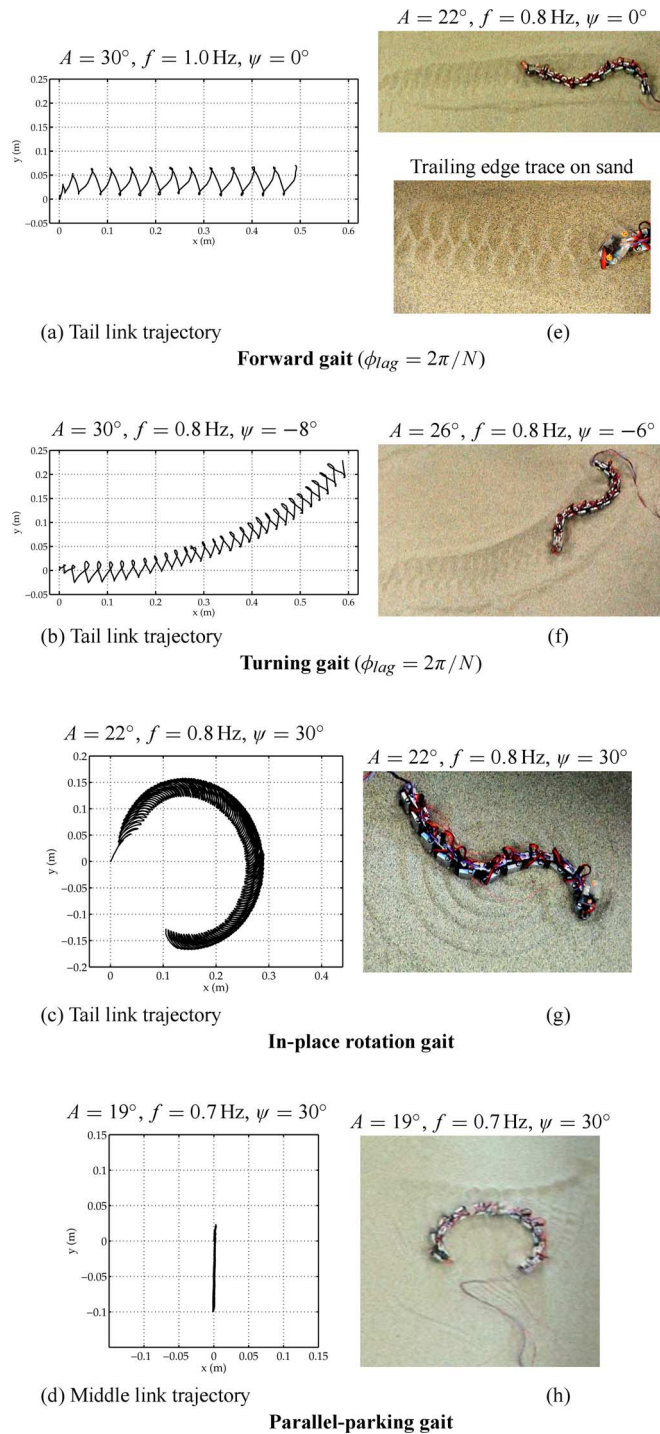 A = 30°, f = 1.0 Hz, ψ = 0°
0.25
0.2
0.15
0.1
0.05
0
−0.05
y (m)
0 0.1 0.2 0.3 0.4 0.5 0.6
x (m)
(a) Tail link trajectory
A = 22°, f = 0.8 Hz, ψ = 0°
Trailing edge trace on sand
(e)
Forward gait (ϕlag = 2π/N)
A = 30°, f = 0.8 Hz, ψ = −8°
0.25
0.2
0.15
0.1
0.05
0
−0.05
y (m)
0 0.1 0.2 0.3 0.4 0.5 0.6
x (m)
(b) Tail link trajectory
A = 26°, f = 0.8 Hz, ψ = −6°
(f)
Turning gait (ϕlag = 2π/N)
A = 22°, f = 0.8 Hz, ψ = 30°
0.2
0.15
0.1
0.05
0
−0.05
−0.1
−0.15
−0.2
y (m)
0 0.1 0.2 0.3 0.4
x (m)
(c) Tail link trajectory
A = 22°, f = 0.8 Hz, ψ = 30°
(g)
In-place rotation gait
A = 19°, f = 0.7 Hz, ψ = 30°
0.15
0.1
0.05
0
−0.05
−0.1
y (m)
−0.1 −0.05 0 0.05 0.1 0.15
x (m)
(d) Middle link trajectory
A = 19°, f = 0.7 Hz, ψ = 30°
(h)
Parallel-parking gait